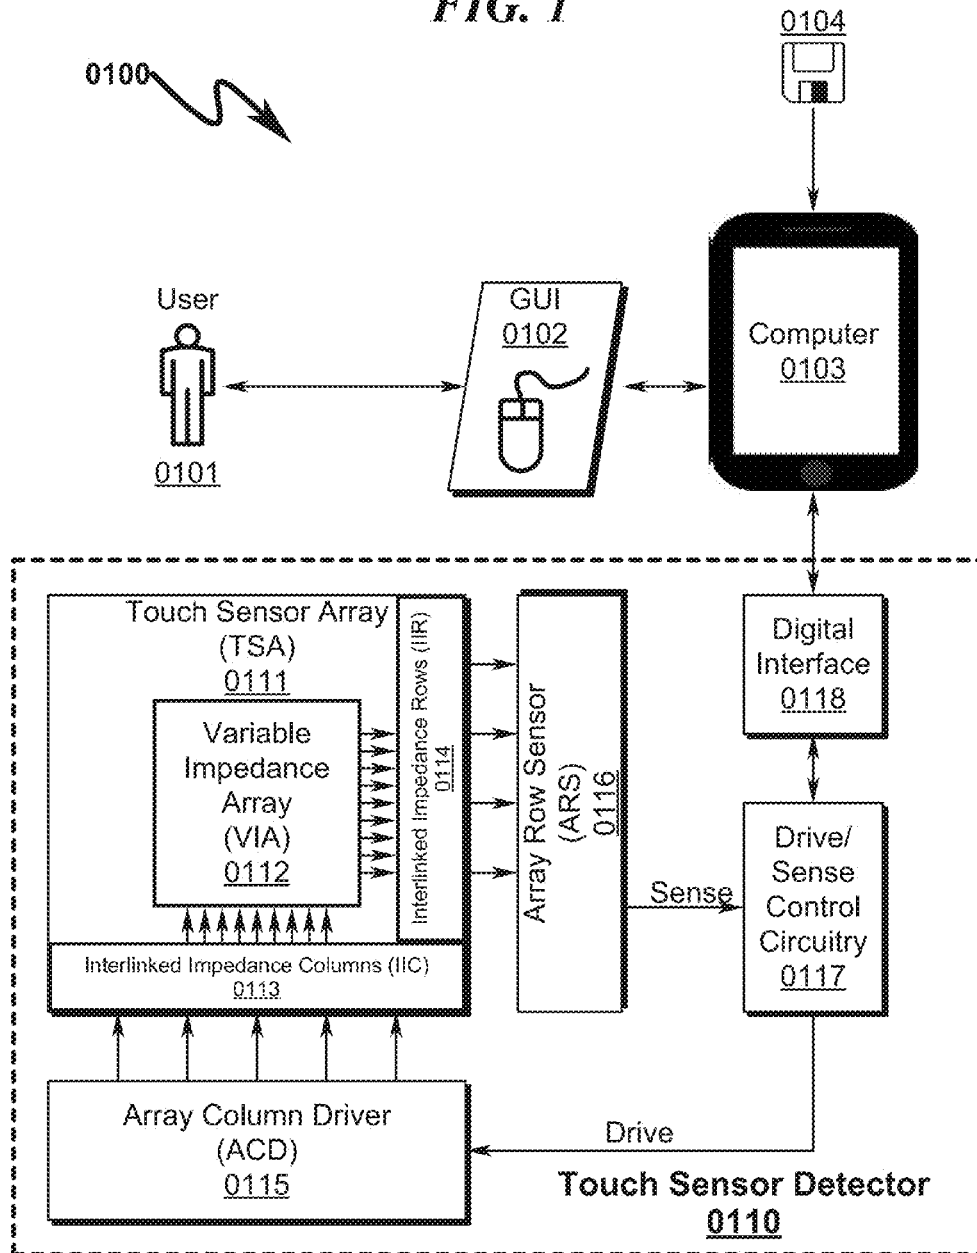 FIG. 1
0104
0100
User
0101
GUI
0102
Computer
0103
Touch Sensor Array
(TSA)
0111
Variable
Impedance
Array
(VIA)
0112
Interlinked Impedance Rows (IIR)
0114
Interlinked Impedance Columns (IIC)
0113
Array Row Sensor
(ARS)
0116
Digital
Interface
0118
Sense
Drive/
Sense
Control
Circuitry
0117
Array Column Driver
(ACD)
0115
Drive
Touch Sensor Detector
0110